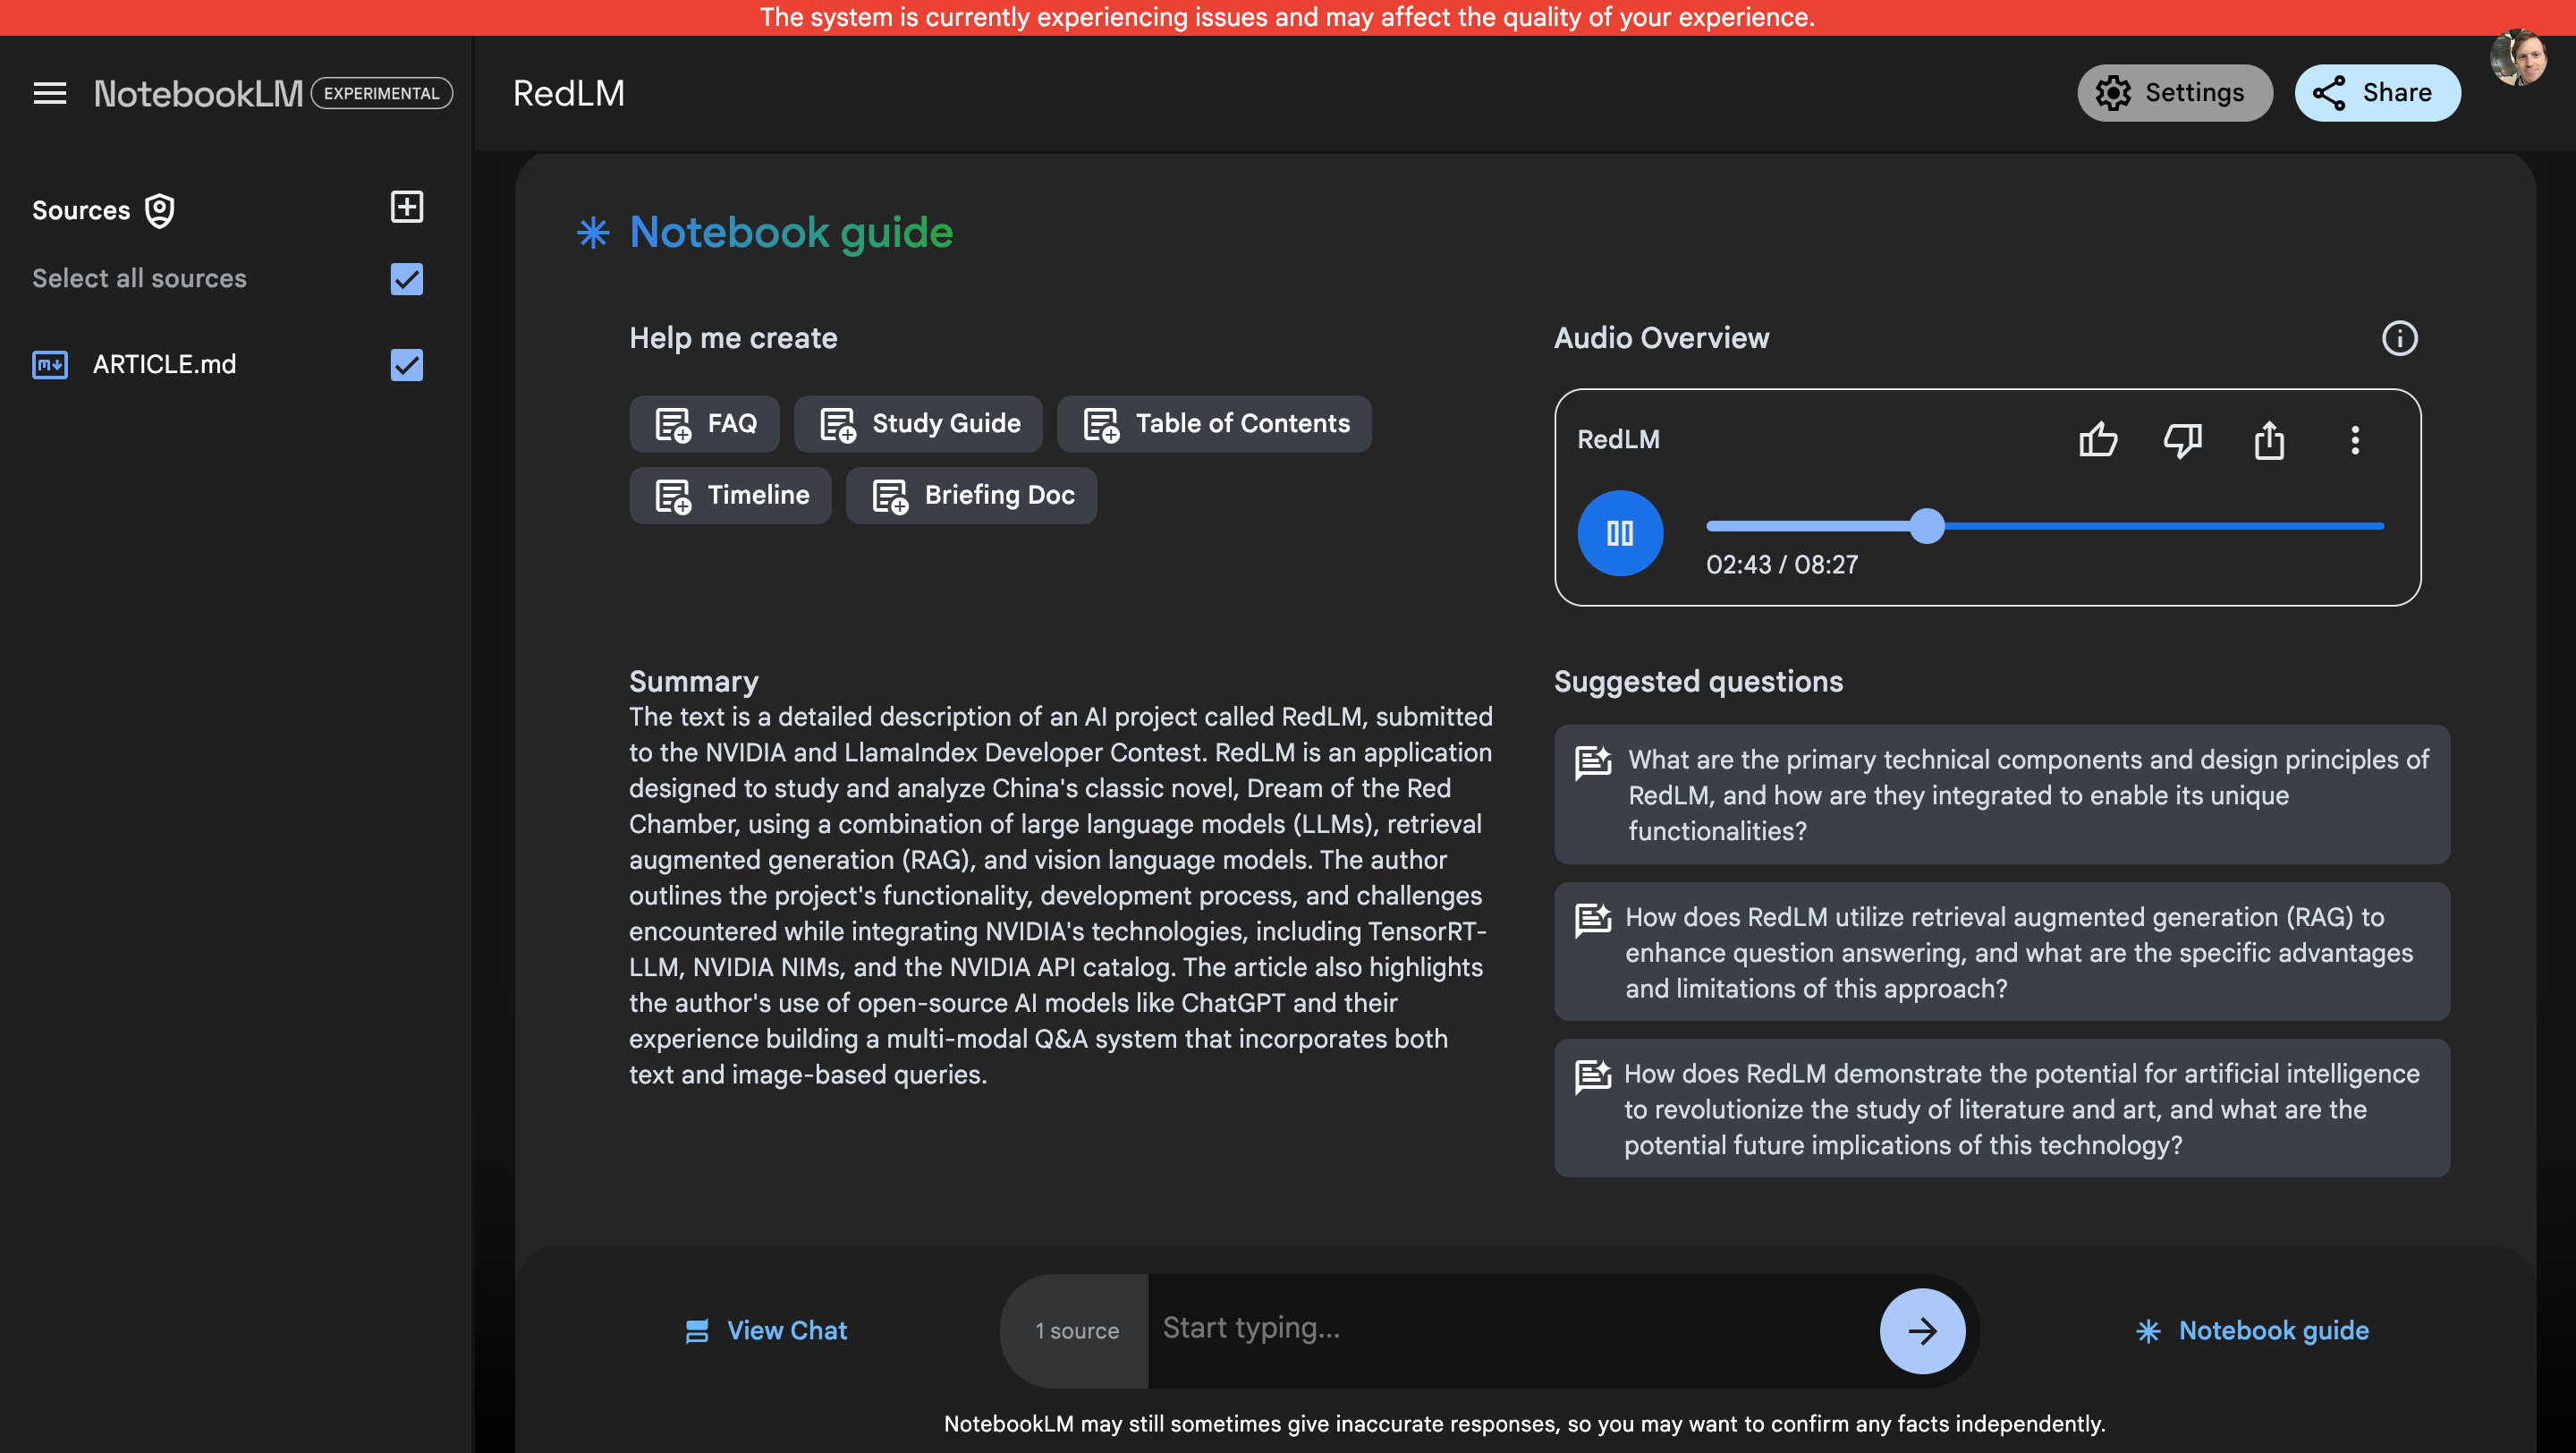 The system is currently experiencing issues and may affect the quality of your experience.
NotebookLM EXPERIMENTAL
RedLM
Settings
Share
Sources
Select all sources
ARTICLE.md
Notebook guide
Help me create
FAQ
Study Guide
Table of Contents
Timeline
Briefing Doc
Audio Overview
RedLM
02:43 / 08:27
Summary
The text is a detailed description of an AI project called RedLM, submitted
to the NVIDIA and LlamaIndex Developer Contest. RedLM is an application
designed to study and analyze China's classic novel, Dream of the Red
Chamber, using a combination of large language models (LLMs), retrieval
augmented generation (RAG), and vision language models. The author
outlines the project's functionality, development process, and challenges
encountered while integrating NVIDIA's technologies, including TensorRT-
LLM, NVIDIA NIMs, and the NVIDIA API catalog. The article also highlights
the author's use of open-source AI models like ChatGPT and their
experience building a multi-modal Q&A system that incorporates both
text and image-based queries.
Suggested questions
What are the primary technical components and design principles of
RedLM, and how are they integrated to enable its unique
functionalities?
How does RedLM utilize retrieval augmented generation (RAG) to
enhance question answering, and what are the specific advantages
and limitations of this approach?
How does RedLM demonstrate the potential for artificial intelligence
to revolutionize the study of literature and art, and what are the
potential future implications of this technology?
View Chat
1 source
Start typing...
Notebook guide
NotebookLM may still sometimes give inaccurate responses, so you may want to confirm any facts independently.